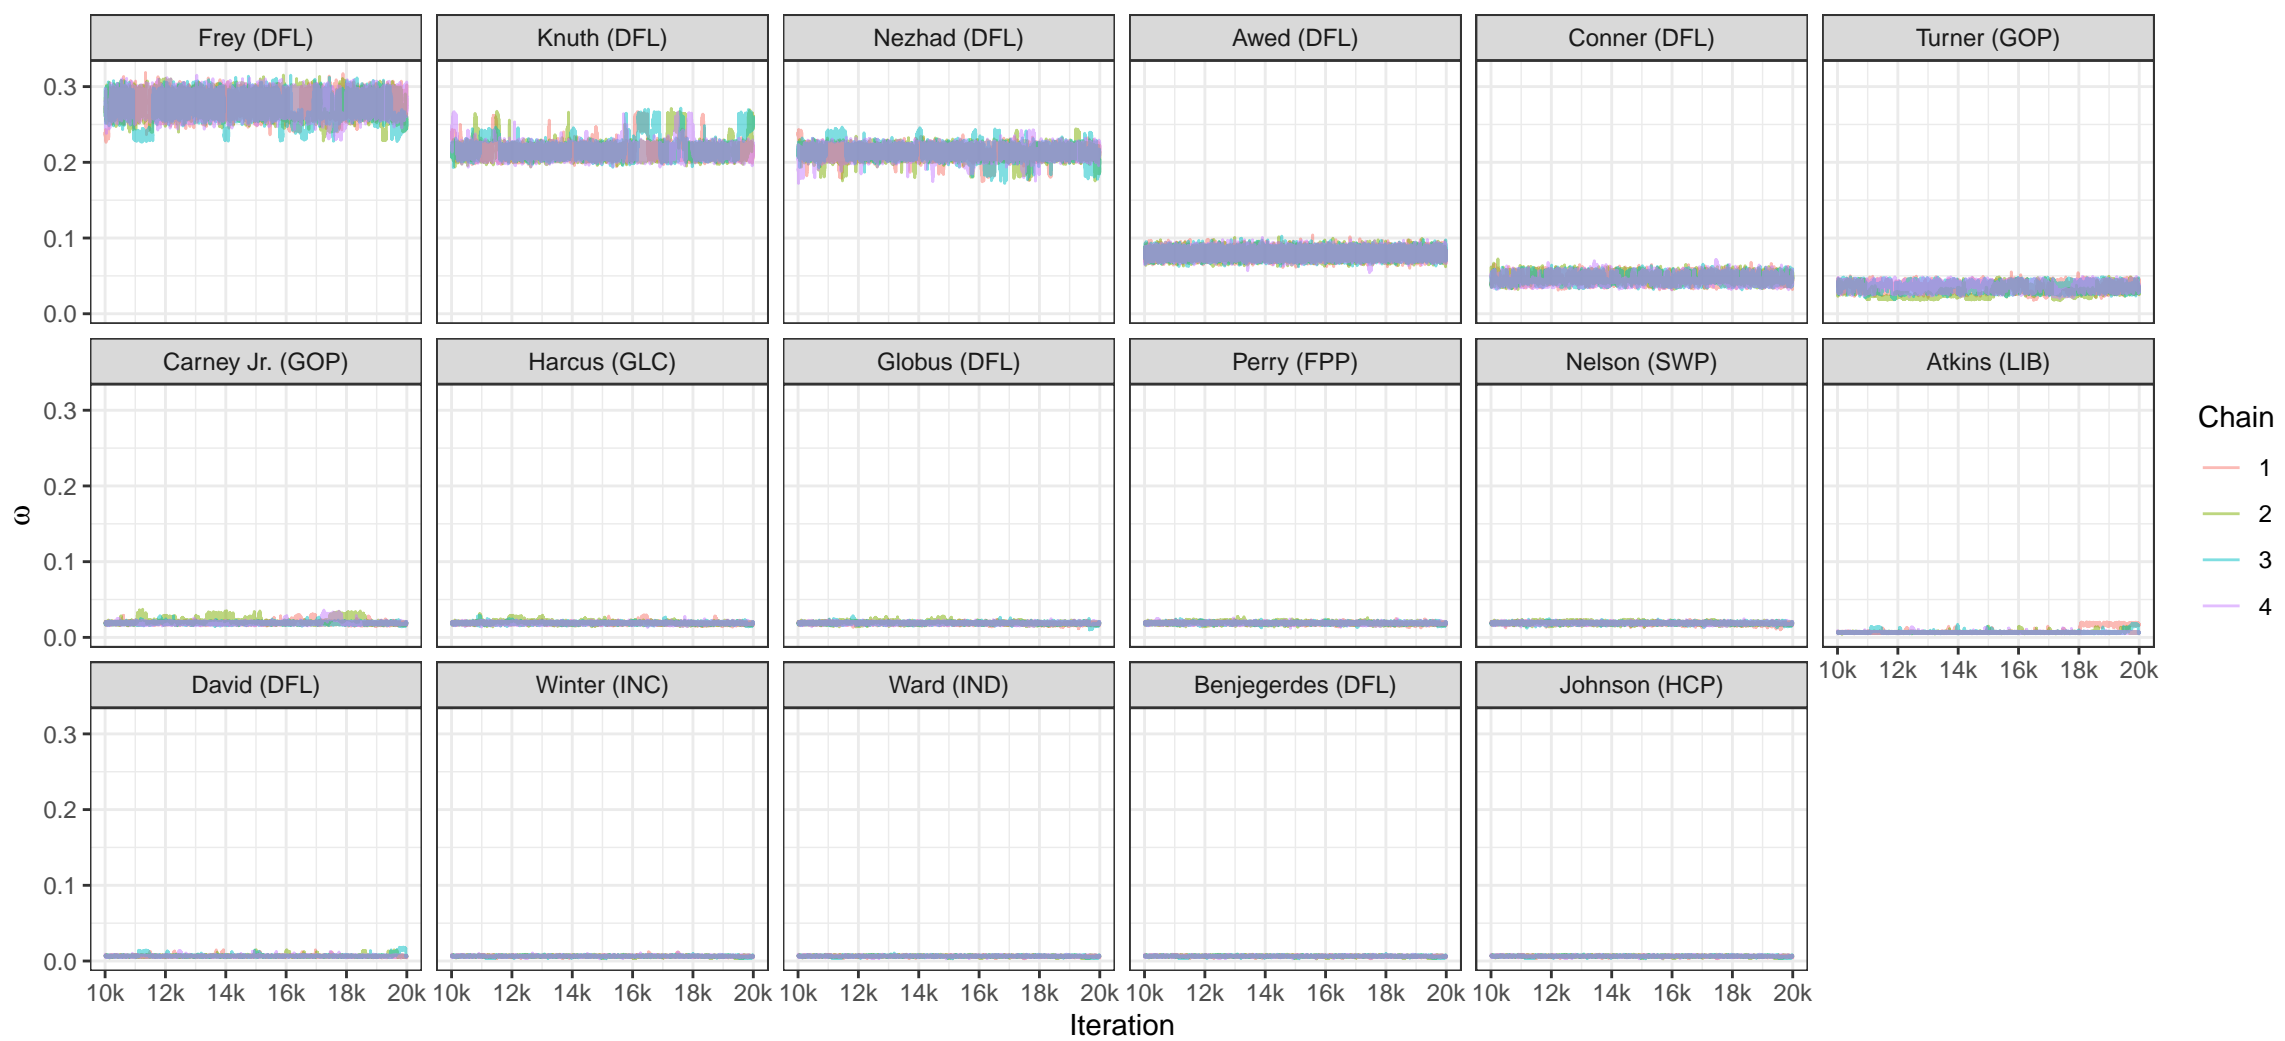 Frey (DFL) Knuth (DFL) Nezhad (DFL) Awed (DFL) Conner (DFL) Turner (GOP)
0.3
0.2
0.1
0.0
Carney Jr. (GOP) Harcus (GLC) Globus (DFL) Perry (FPP) Nelson (SWP) Atkins (LIB)
0.3
0.2
0.1
0.0
10k 12k 14k 16k 18k 20k
David (DFL) Winter (INC) Ward (IND) Benjegerdes (DFL) Johnson (HCP)
0.3
0.2
0.1
0.0
10k 12k 14k 16k 18k 20k 10k 12k 14k 16k 18k 20k 10k 12k 14k 16k 18k 20k 10k 12k 14k 16k 18k 20k 10k 12k 14k 16k 18k 20k
Iteration
ω
Chain
1
2
3
4